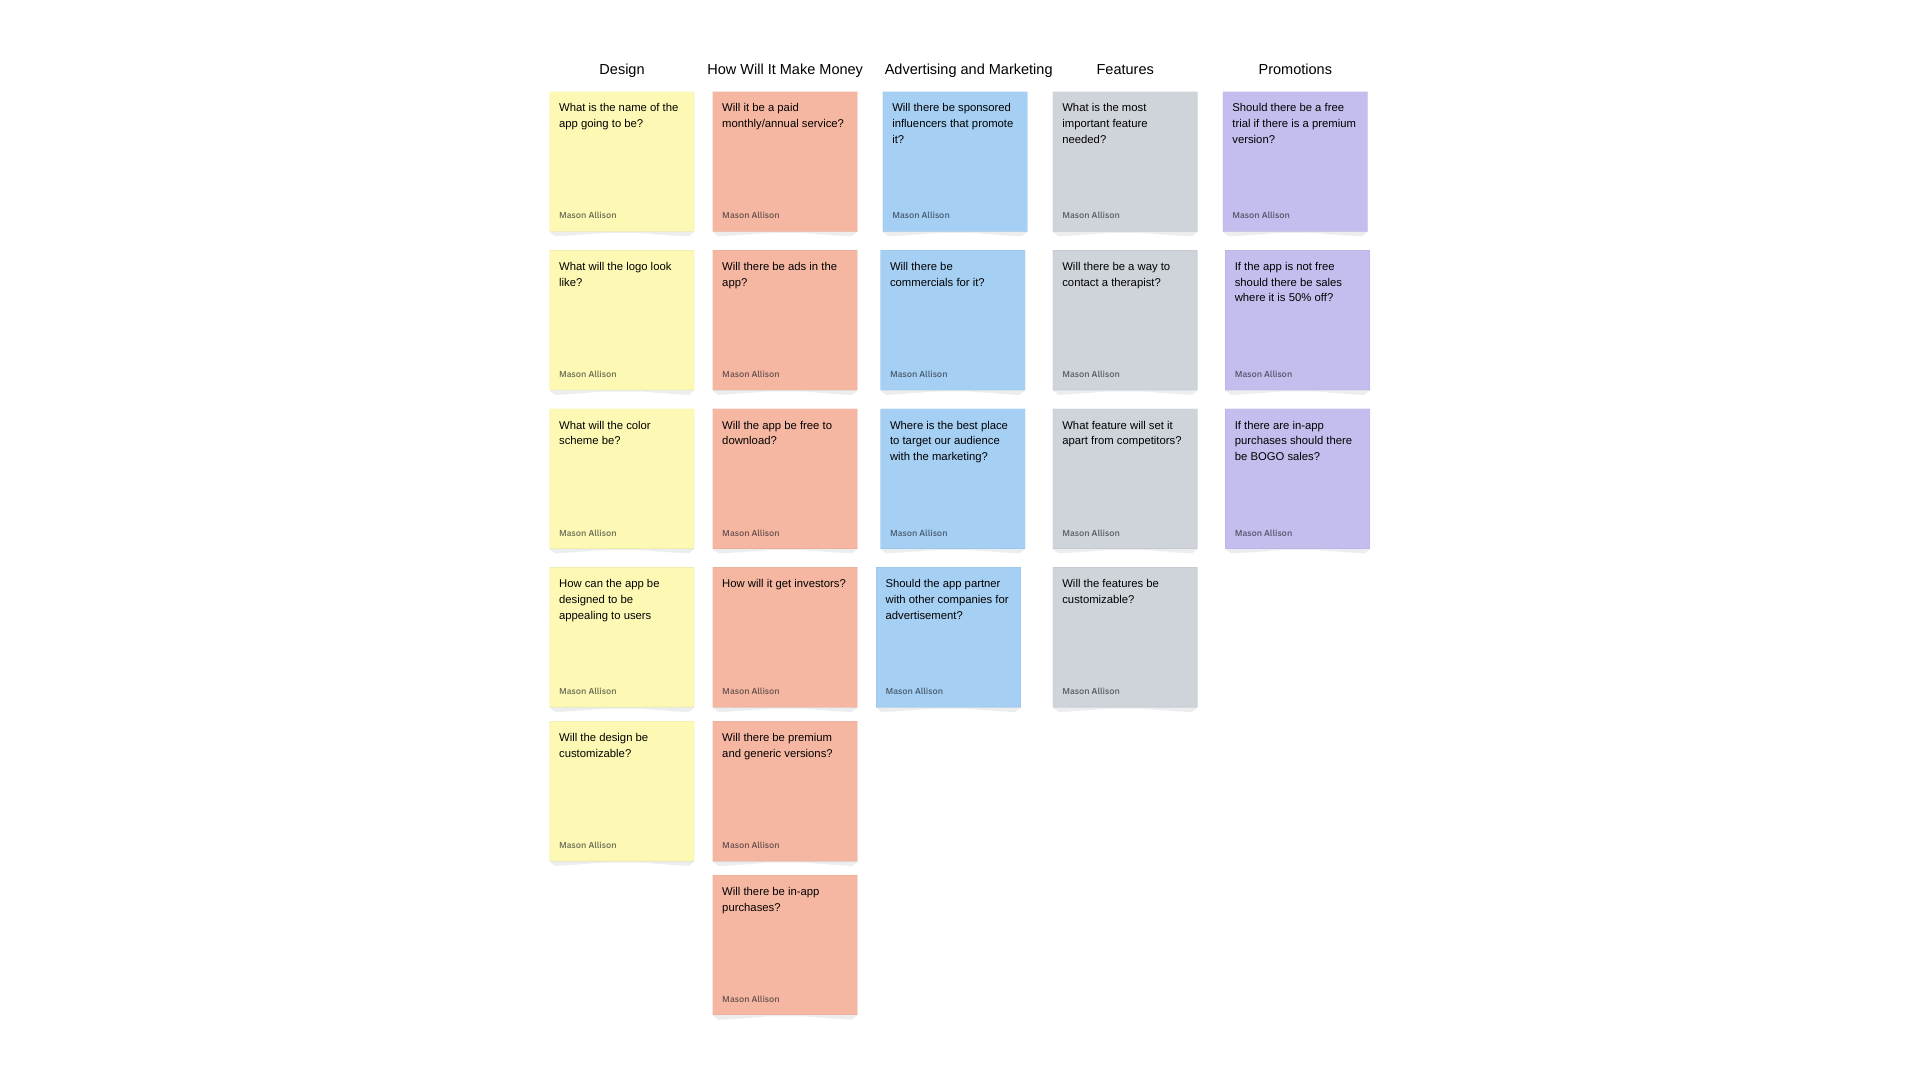 Design
What is the name of the
app going to be?
Mason Allison
What will the logo look
like?
Mason Allison
What will the color
scheme be?
Mason Allison
How can the app be
designed to be
appealing to users
Mason Allison
Will the design be
customizable?
Mason Allison
How Will It Make Money
Will it be a paid
monthly/annual service?
Mason Allison
Will there be ads in the
app?
Mason Allison
Will the app be free to
download?
Mason Allison
How will it get investors?
Mason Allison
Will there be premium
and generic versions?
Mason Allison
Will there be in-app
purchases?
Mason Allison
Advertising and Marketing
Will there be sponsored
influencers that promote
it?
Mason Allison
Will there be
commercials for it?
Mason Allison
Where is the best place
to target our audience
with the marketing?
Mason Allison
Should the app partner
with other companies for
advertisement?
Mason Allison
Features
What is the most
important feature
needed?
Mason Allison
Will there be a way to
contact a therapist?
Mason Allison
What feature will set it
apart from competitors?
Mason Allison
Will the features be
customizable?
Mason Allison
Promotions
Should there be a free
trial if there is a premium
version?
Mason Allison
If the app is not free
should there be sales
where it is 50% off?
Mason Allison
If there are in-app
purchases should there
be BOGO sales?
Mason Allison